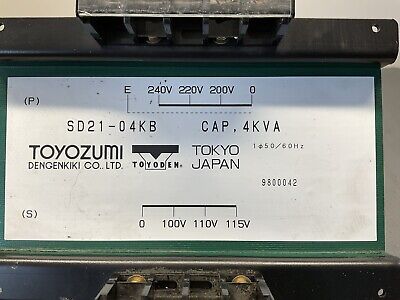 E 240V 220V 200V 0
(P)
SD21-04KB CAP, 4KVA
TOYOZUMI TOYODEN TOKYO 1φ50/60Hz
DENGENKIKI CO., LTD. JAPAN
9800042
(S)
0 100V 110V 115V